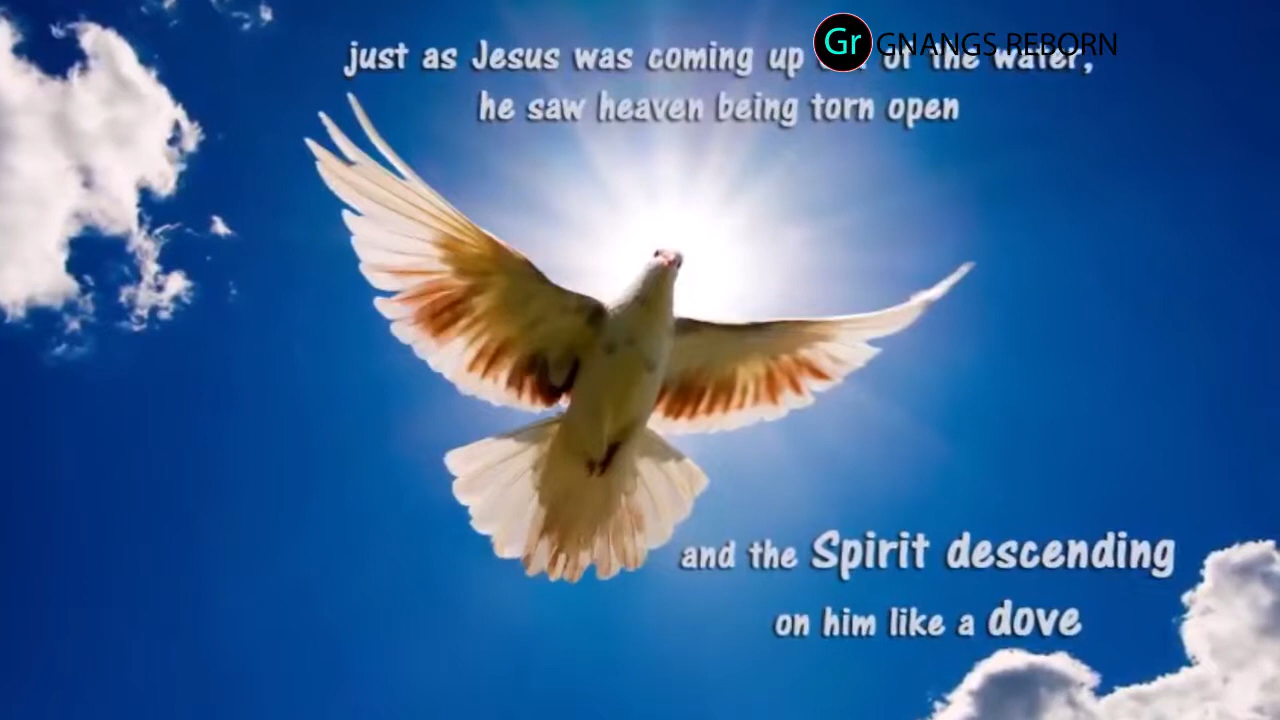 just as Jesus was coming up of the water,
Gr GNANGS REBORN
he saw heaven being torn open
and the Spirit descending
on him like a dove